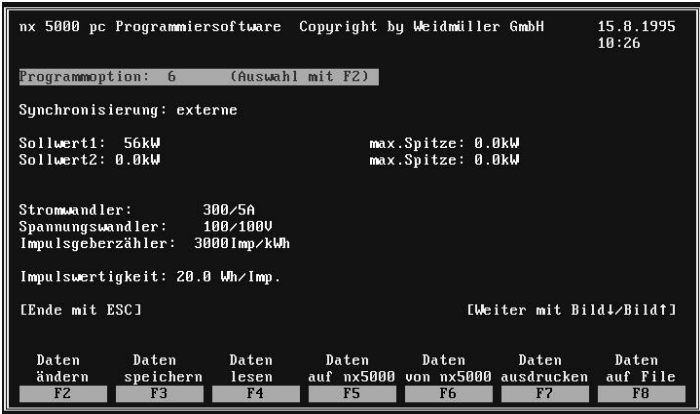 nx 5000 pc Programmiersoftware Copyright by Weidmüller GmbH 15.8.1995
10:26
Programmoption: 6 (Auswahl mit F2)
Synchronisierung: externe
Sollwert1: 56kW max.Spitze: 0.0kW
Sollwert2: 0.0kW max.Spitze: 0.0kW
Stromwandler: 300/5A
Spannungswandler: 100/100V
Impulsgeberzähler: 3000Imp/kWh
Impulswertigkeit: 20.0 Wh/Imp.
[Ende mit ESC] [Weiter mit Bild↓/Bild↑]
Daten Daten Daten Daten Daten Daten Daten
ändern speichern lesen auf nx5000 von nx5000 ausdrucken auf File
F2 F3 F4 F5 F6 F7 F8